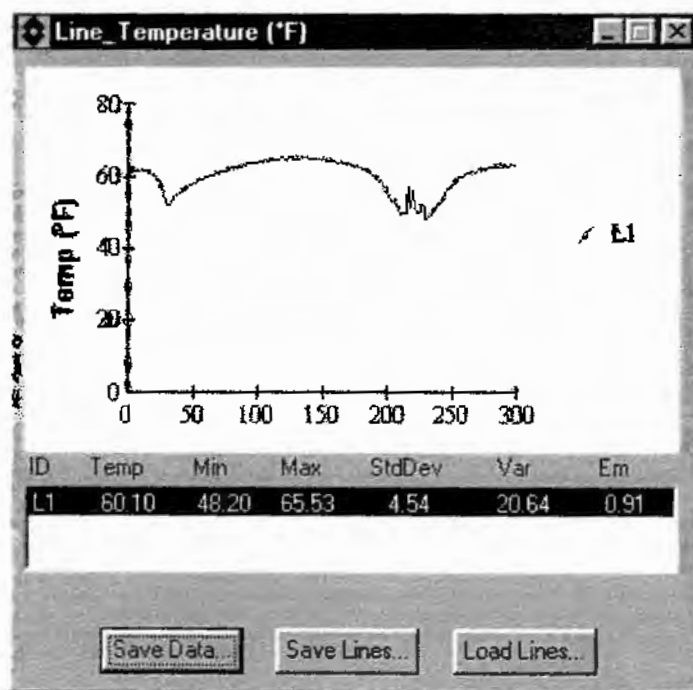 Line_Temperature (°F)
80
60
40
20
0
Temp (°F)
0 50 100 150 200 250 300
L1
ID Temp Min Max StdDev Var Em
L1 60.10 48.20 65.53 4.54 20.64 0.91
Save Data... Save Lines... Load Lines...